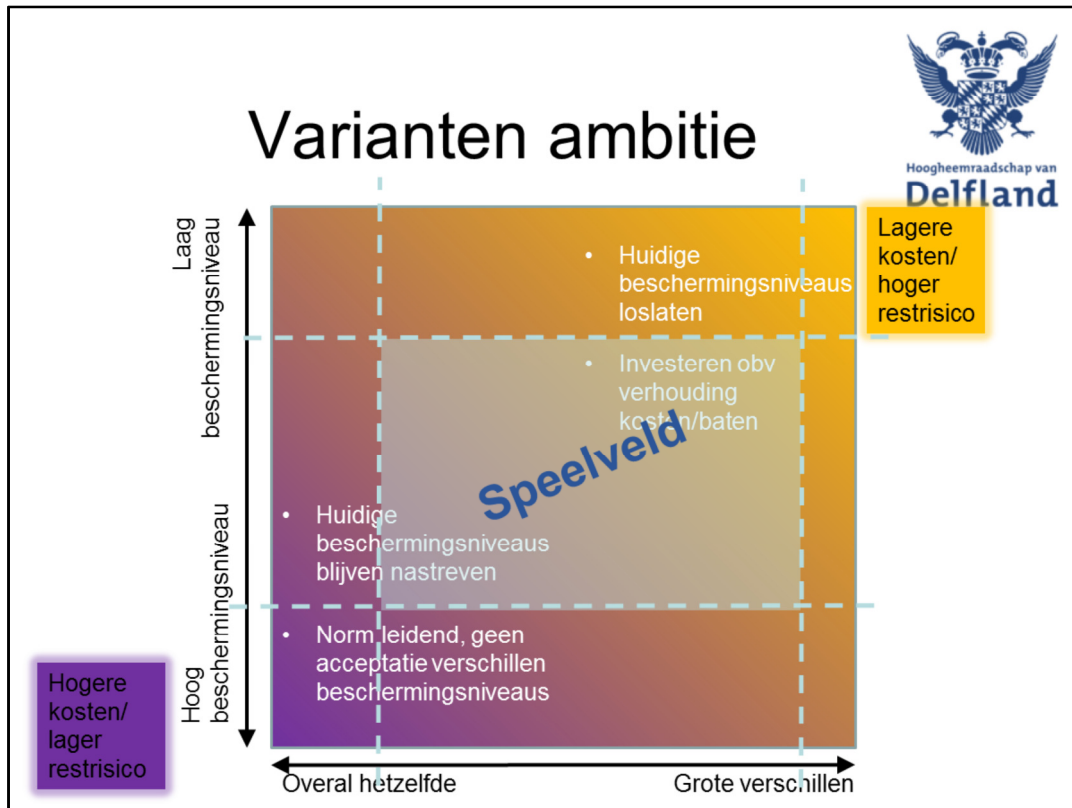 Varianten ambitie
Hoogheemraadschap van
Delfland
Laag
beschermingsniveau
Hoog
beschermingsniveau
• Huidige
beschermingsniveaus
loslaten
• Investeren obv
verhouding
kosten/baten
Lagere
kosten/
hoger
restrisico
Speelveld
• Huidige
beschermingsniveaus
blijven nastreven
• Norm leidend, geen
acceptatie verschillen
beschermingsniveaus
Hogere
kosten/
lager
restrisico
Overal hetzelfde
Grote verschillen